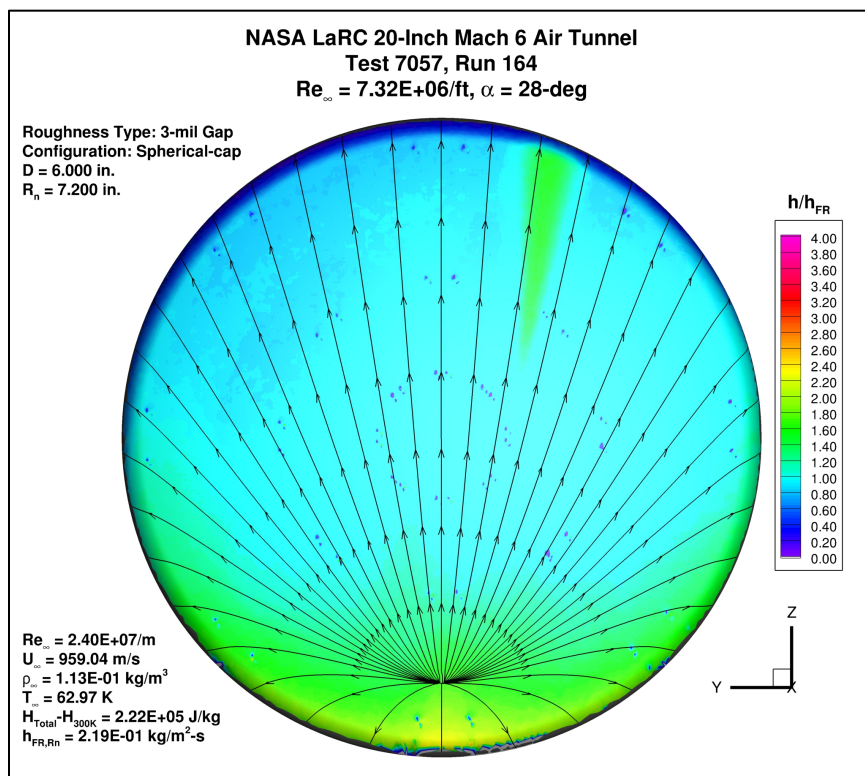 NASA LaRC 20-Inch Mach 6 Air Tunnel
Test 7057, Run 164
Re∞ = 7.32E+06/ft, α = 28-deg
Roughness Type: 3-mil Gap
Configuration: Spherical-cap
D = 6.000 in.
Rn = 7.200 in.
h/hFR
4.00
3.80
3.60
3.40
3.20
3.00
2.80
2.60
2.40
2.20
2.00
1.80
1.60
1.40
1.20
1.00
0.80
0.60
0.40
0.20
0.00
Re∞ = 2.40E+07/m
U∞ = 959.04 m/s
ρ∞ = 1.13E-01 kg/m³
T∞ = 62.97 K
HTotal-H300K = 2.22E+05 J/kg
hFR,Rn = 2.19E-01 kg/m²-s
Z
Y X